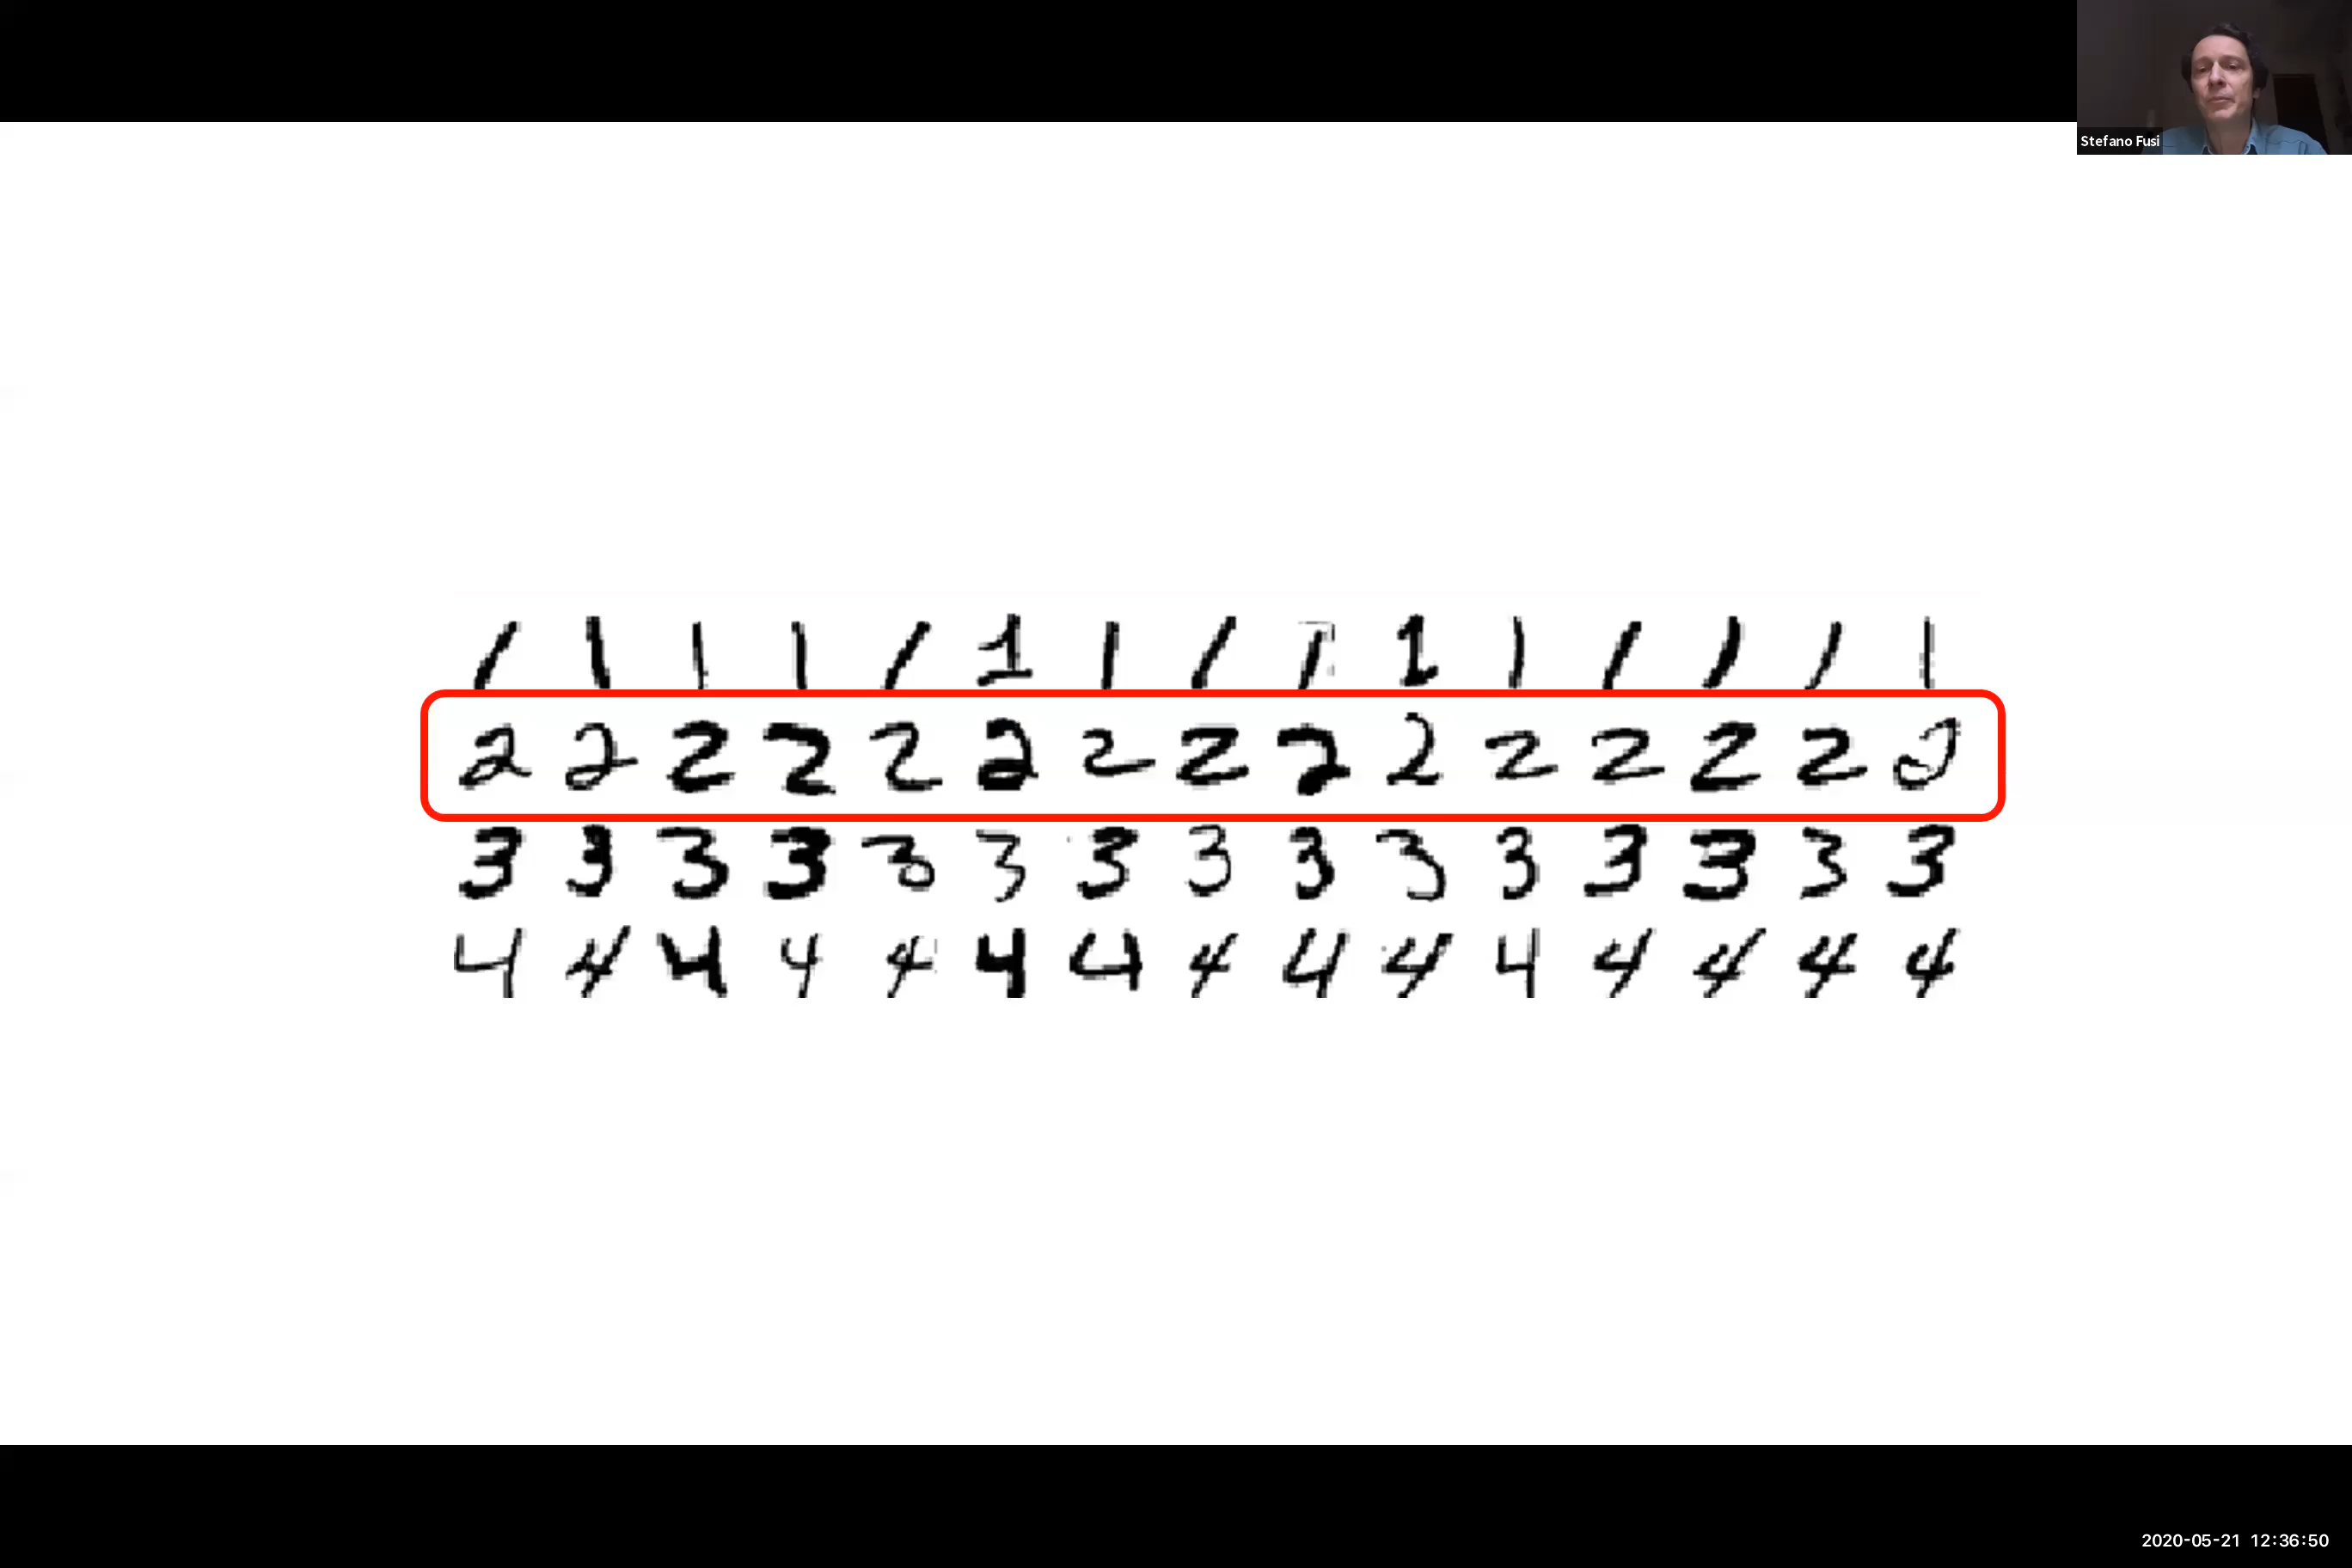 Stefano Fusi
1 1 1 1 1 1 1 1 1 1 1 1 1 1 1
2 2 2 2 2 2 2 2 2 2 2 2 2 2 2
3 3 3 3 3 3 3 3 3 3 3 3 3 3 3
4 4 4 4 4 4 4 4 4 4 4 4 4 4 4
2020-05-21 12:36:50